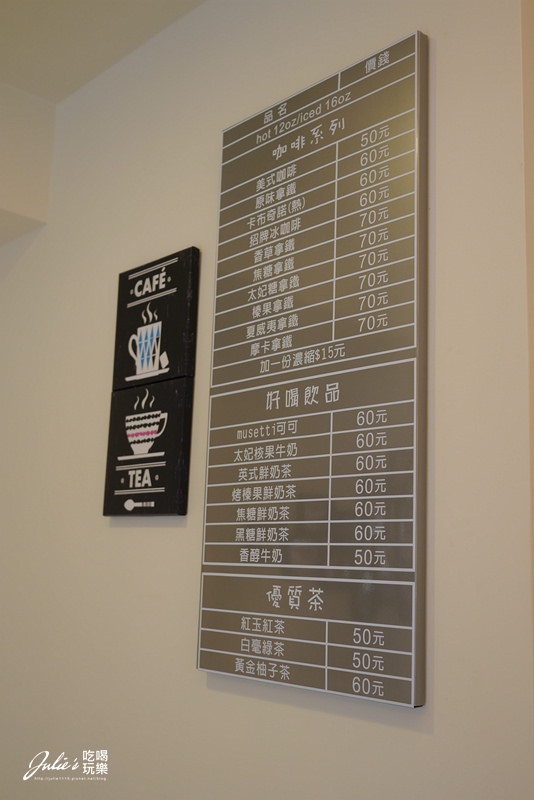 品名 價錢
hot 12oz/iced 16oz
咖啡系列
美式咖啡 50元
原味拿鐵 60元
卡布奇諾(熱) 60元
招牌冰咖啡 60元
香草拿鐵 70元
焦糖拿鐵 70元
太妃糖拿鐵 70元
榛果拿鐵 70元
夏威夷拿鐵 70元
摩卡拿鐵 70元
加一份濃縮$15元
好喝飲品
musetti可可 60元
太妃核果牛奶 60元
英式鮮奶茶 60元
烤榛果鮮奶茶 60元
焦糖鮮奶茶 60元
黑糖鮮奶茶 60元
香醇牛奶 50元
優質茶
紅玉紅茶 50元
白毫綠茶 50元
黃金柚子茶 60元
CAFÉ
TEA
Julie's 吃喝玩樂